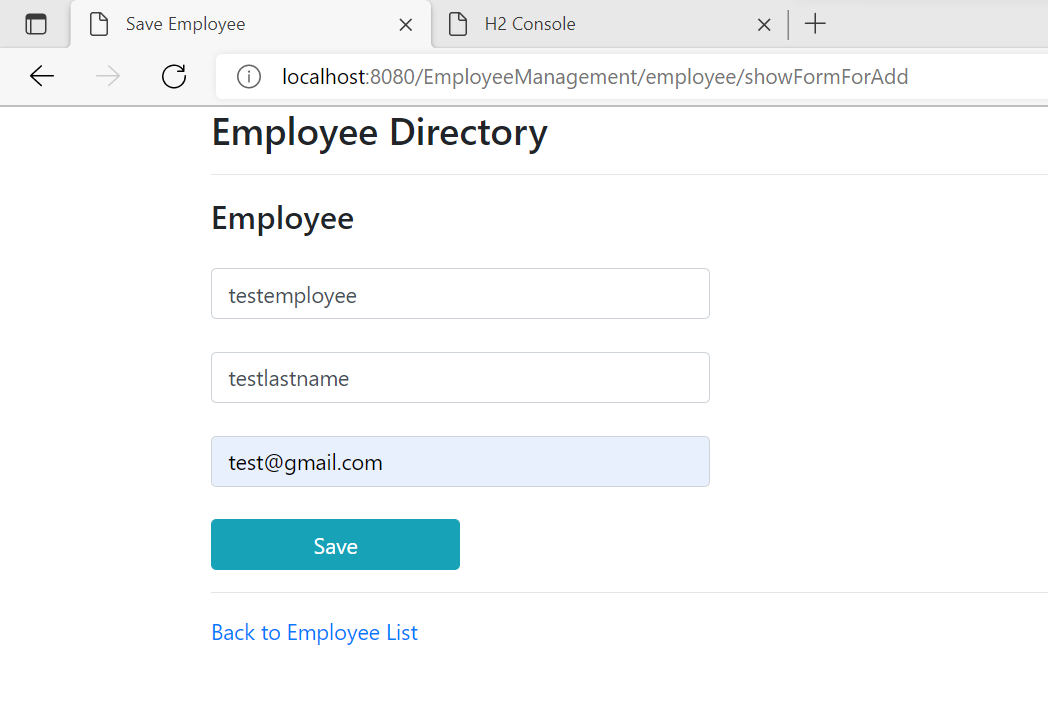 Save Employee
H2 Console
localhost:8080/EmployeeManagement/employee/showFormForAdd
Employee Directory
Employee
testemployee
testlastname
test@gmail.com
Save
Back to Employee List